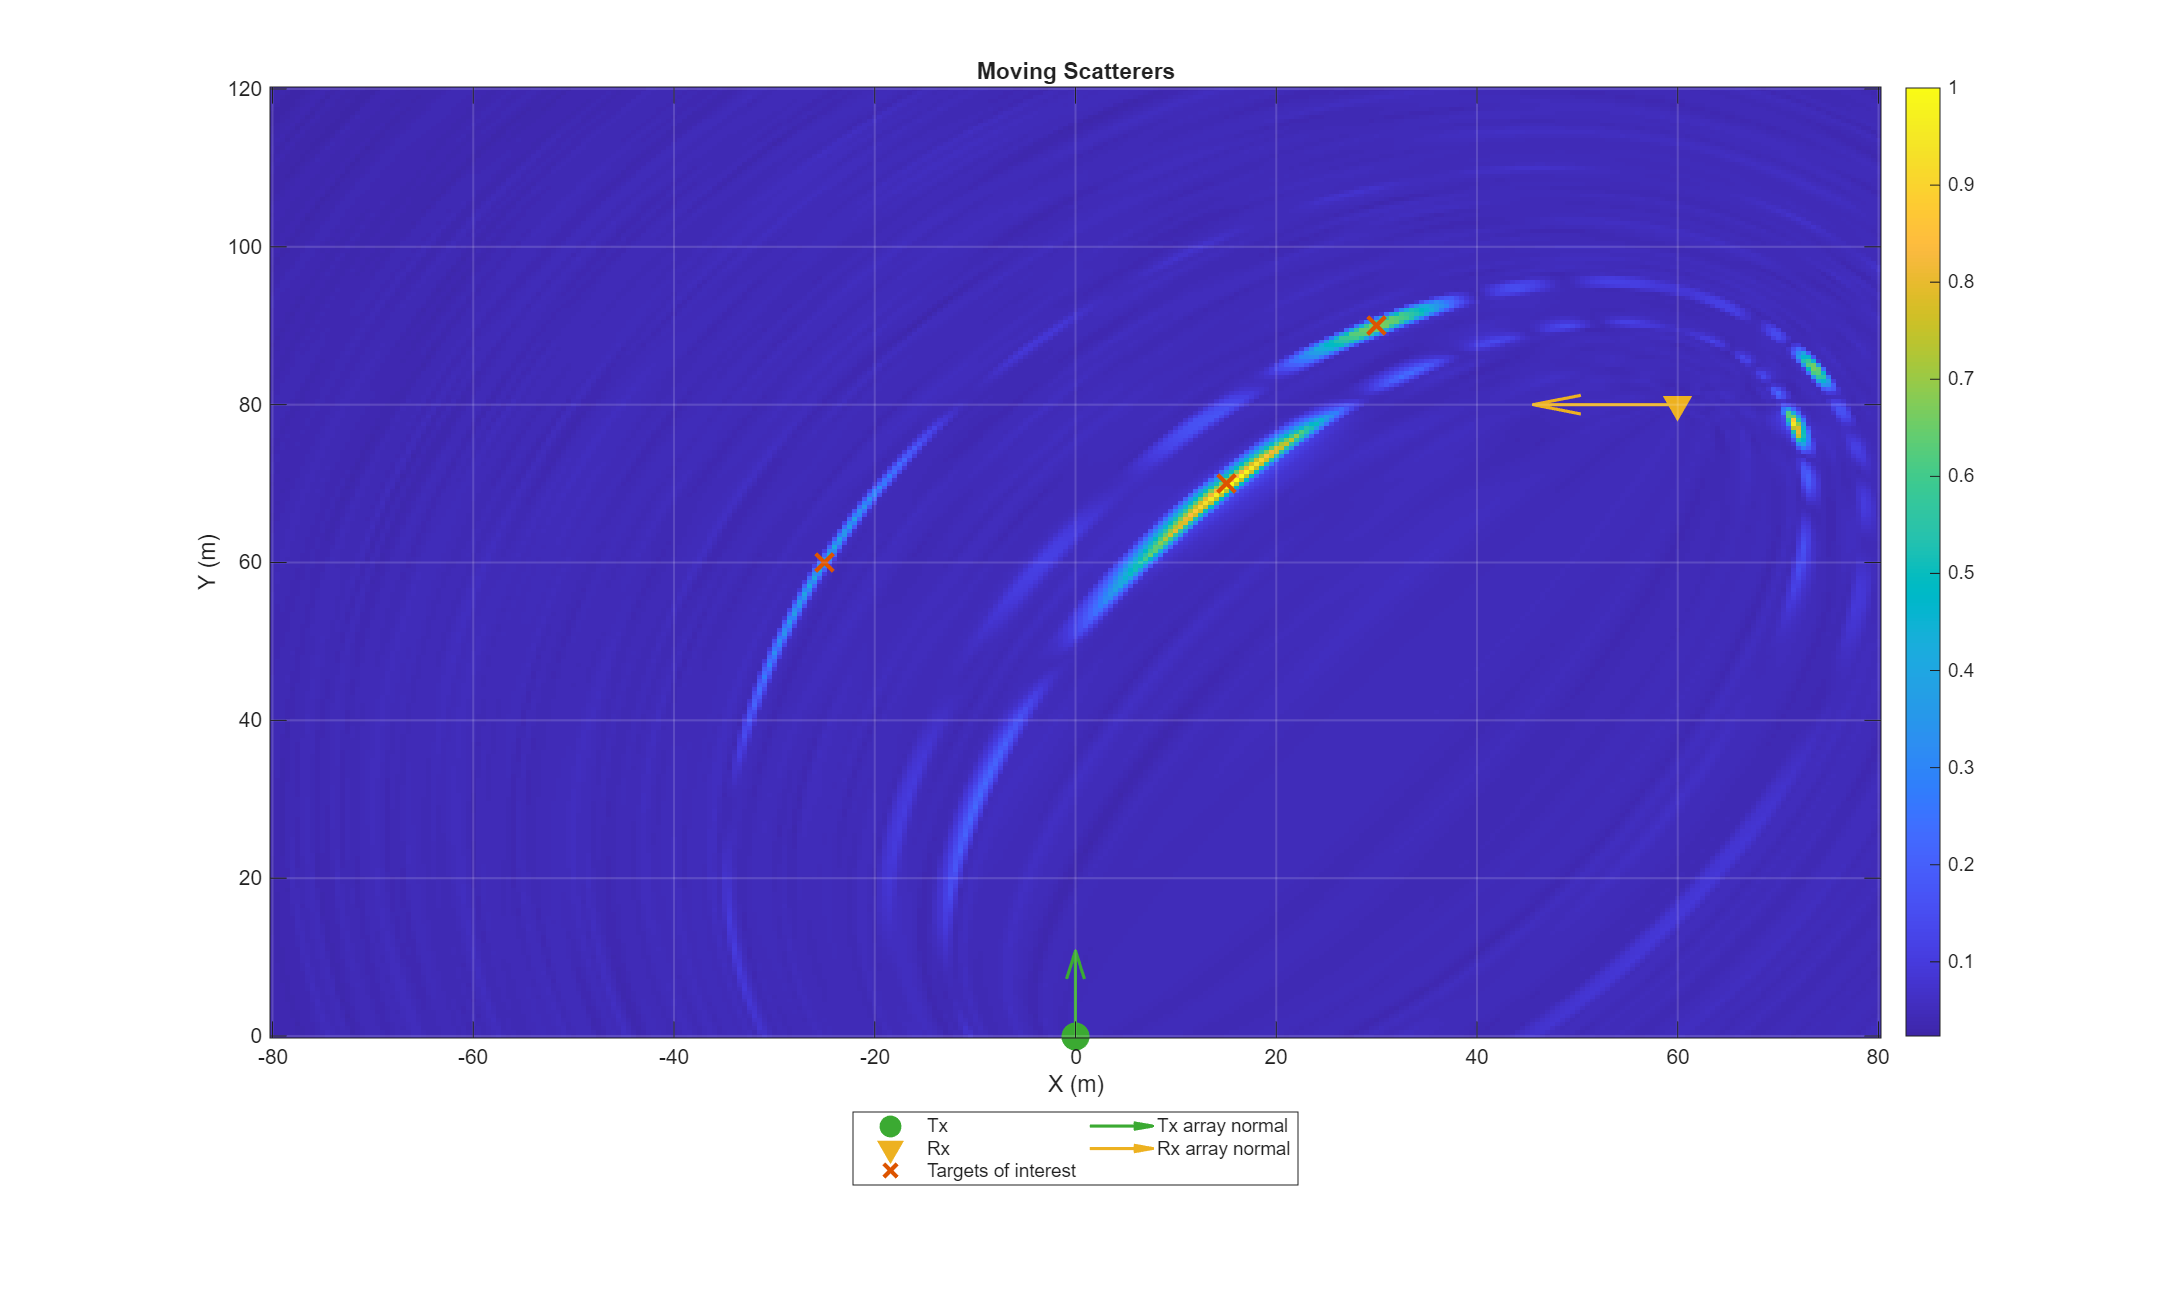 Moving Scatterers
120
100
80
60
40
20
0
Y (m)
-80 -60 -40 -20 0 20 40 60 80
X (m)
1
0.9
0.8
0.7
0.6
0.5
0.4
0.3
0.2
0.1
Tx Tx array normal
Rx Rx array normal
Targets of interest